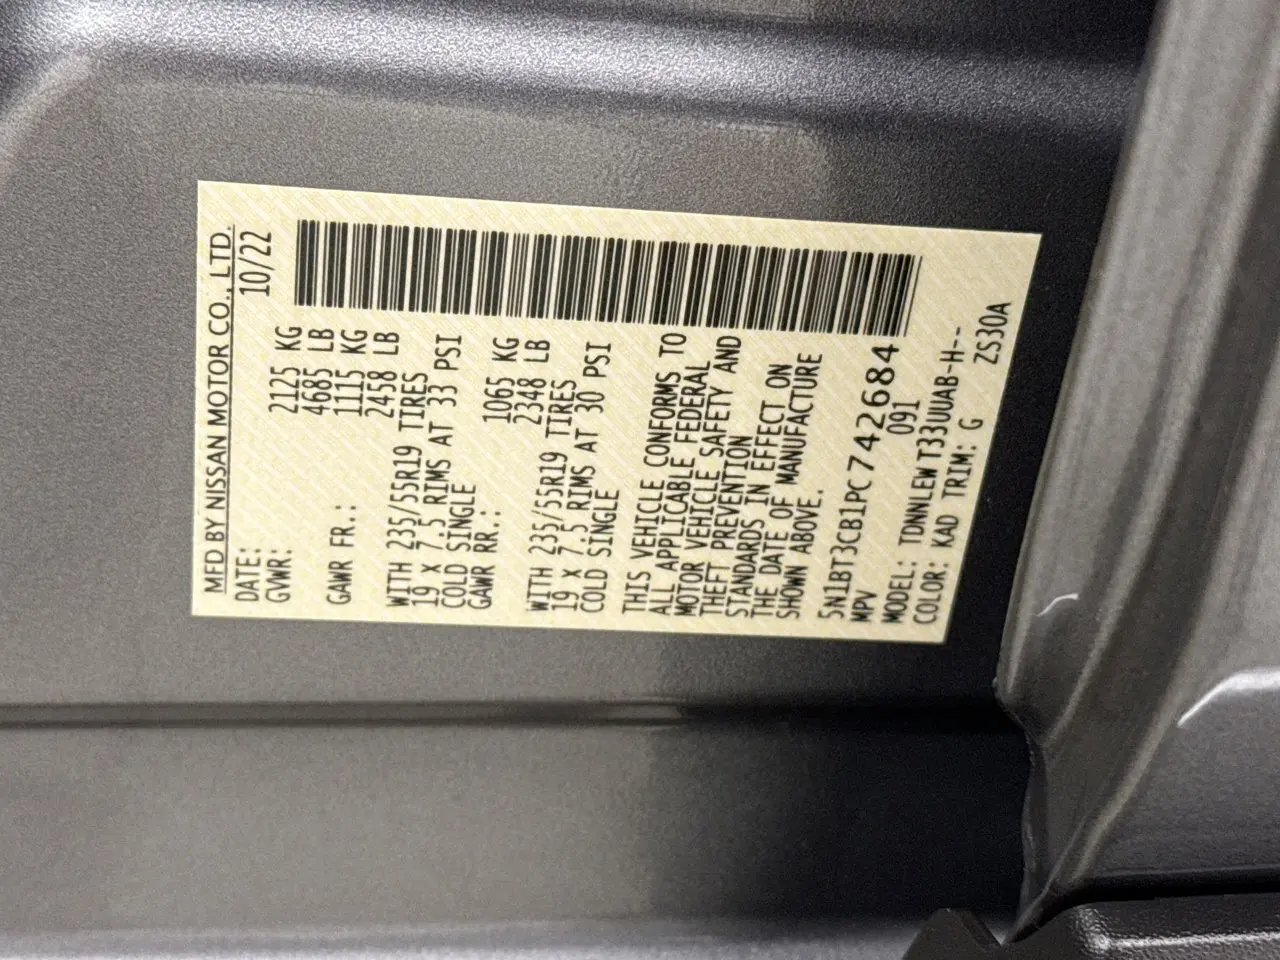 MFD BY NISSAN MOTOR CO., LTD.
DATE: 10/22
GVWR: 2125 KG
4685 LB
GAWR FR.: 1115 KG
2458 LB
WITH 235/55R19 TIRES
19 X 7.5 RIMS AT 33 PSI
COLD SINGLE
GAWR RR.: 1065 KG
2348 LB
WITH 235/55R19 TIRES
19 X 7.5 RIMS AT 30 PSI
COLD SINGLE
THIS VEHICLE CONFORMS TO
ALL APPLICABLE FEDERAL
MOTOR VEHICLE SAFETY AND
THEFT PREVENTION
STANDARDS IN EFFECT ON
THE DATE OF MANUFACTURE
SHOWN ABOVE.
5N1BT3CB1PC742684
MPV 091
MODEL: TDNNLEW T33UUAB-H--
COLOR: KAD TRIM: G ZS30A